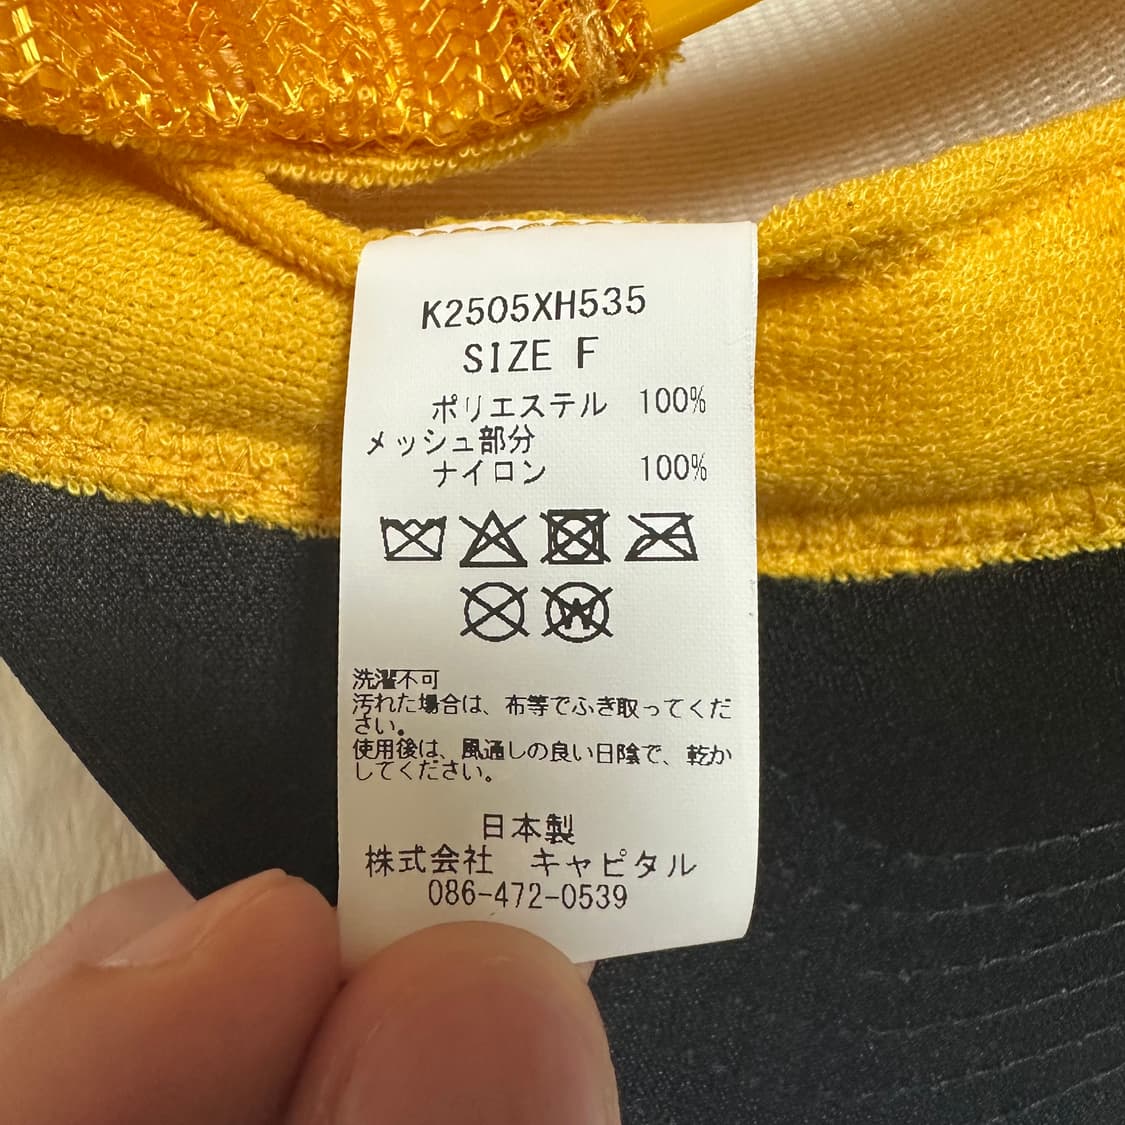 K2505XH535
SIZE F
ポリエステル 100%
メッシュ部分
ナイロン 100%
W
洗濯不可
汚れた場合は、布等でふき取ってくだ
さい。
使用後は、風通しの良い日陰で、乾か
してください。
日本製
株式会社 キャピタル
086-472-0539